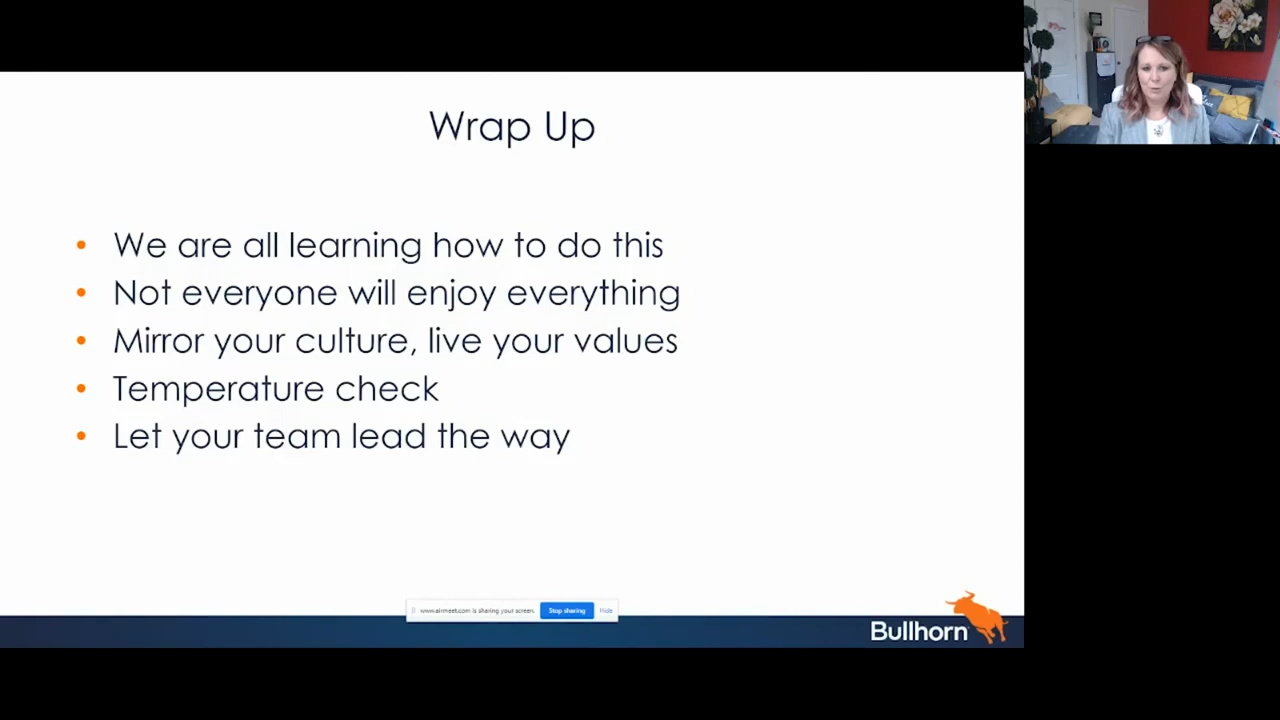 Wrap Up
• We are all learning how to do this
• Not everyone will enjoy everything
• Mirror your culture, live your values
• Temperature check
• Let your team lead the way
www.airmeet.com is sharing your screen. Stop sharing Hide
Bullhorn